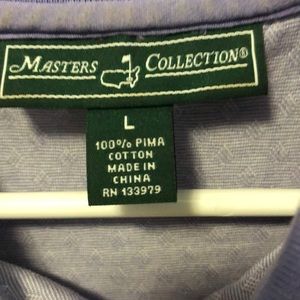 MASTERS COLLECTION®
L
100% PIMA
COTTON
MADE IN
CHINA
RN 133979